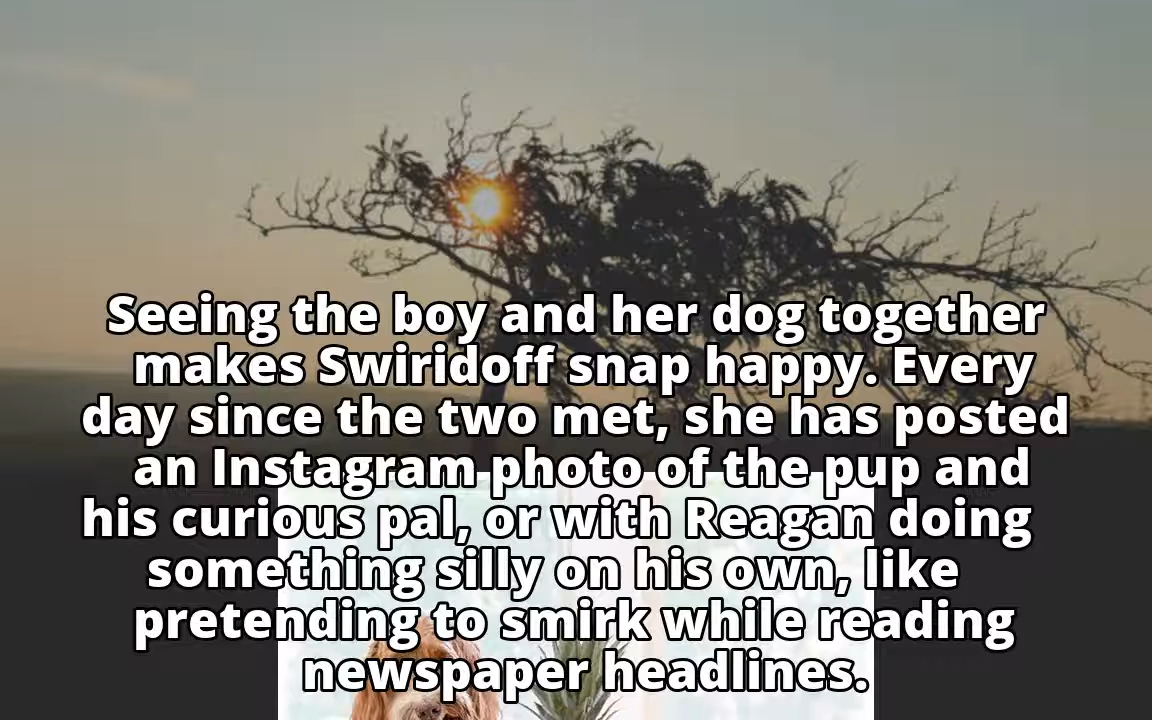 Seeing the boy and her dog together
makes Swiridoff snap happy. Every
day since the two met, she has posted
an Instagram photo of the pup and
his curious pal, or with Reagan doing
something silly on his own, like
pretending to smirk while reading
newspaper headlines.